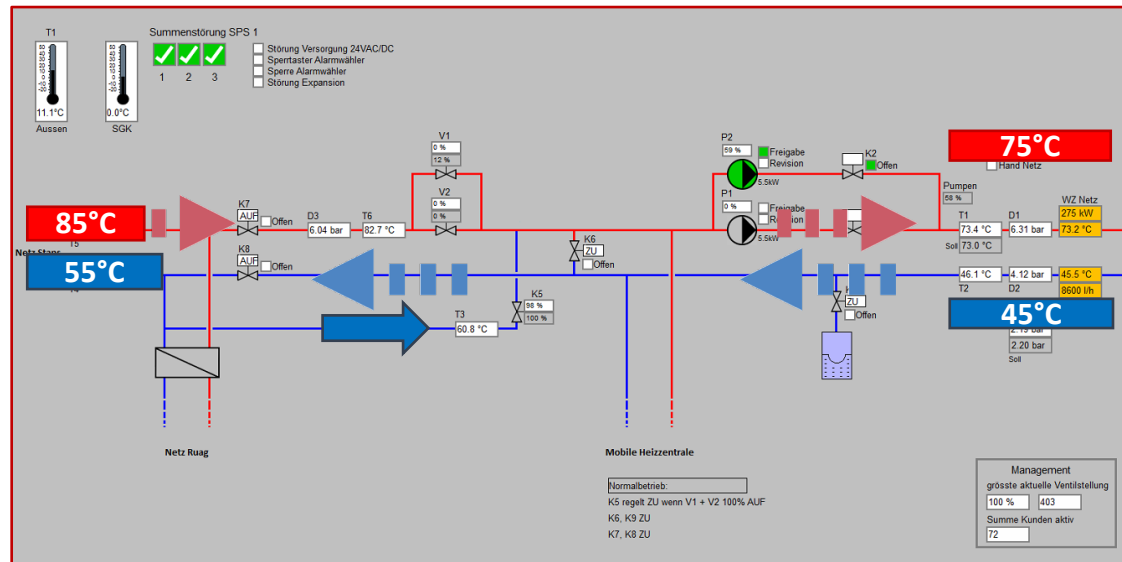 T1
Summenstörung SPS 1
Störung Versorgung 24VAC/DC
Sperrtaster Alarmwähler
Sperre Alarmwähler
Störung Expansion
1 2 3
11.1°C
0.0°C
Aussen
SGK
V1
0 %
12 %
V2
0 %
0 %
P2
59 %
Freigabe
Revision
5.5kW
K2
Offen
75°C
Hand Netz
P1
0 %
Freigabe
Revision
5.5kW
Pumpen
58 %
WZ Netz
275 kW
73.2 °C
T1
73.4 °C
Soll
73.0 °C
D1
6.31 bar
85°C
K7
AUF
Offen
D3
6.04 bar
T6
82.7 °C
55°C
K8
AUF
Offen
K6
ZU
Offen
46.1 °C
T2
4.12 bar
D2
45.5 °C
8600 l/h
45°C
2.20 bar
Soll
ZU
Offen
T3
60.8 °C
K5
98 %
100 %
Netz Ruag
Mobile Heizzentrale
Normalbetrieb:
K5 regelt ZU wenn V1 + V2 100% AUF
K6, K9 ZU
K7, K8 ZU
Management
grösste aktuelle Ventilstellung
100 %
403
Summe Kunden aktiv
72